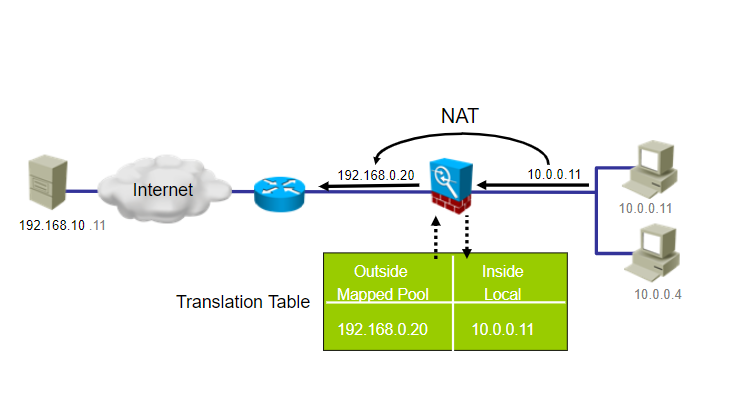 NAT
192.168.0.20
10.0.0.11
Internet
192.168.10 .11
10.0.0.11
10.0.0.4
Translation Table
Outside
Mapped Pool
Inside
Local
192.168.0.20
10.0.0.11